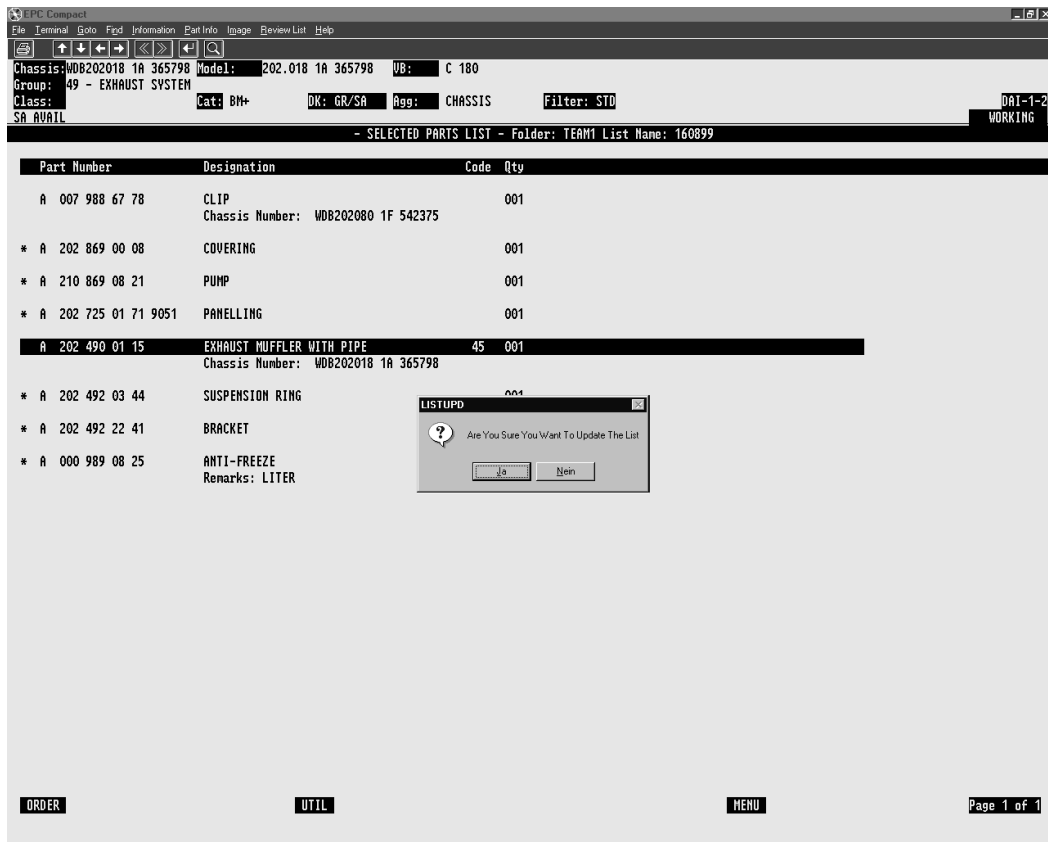 EPC Compact
File Terminal Goto Find Information Part Info Image Review List Help
Chassis:WDB202018 1A 365798 Model: 202.018 1A 365798 VB: C 180
Group: 49 - EXHAUST SYSTEM
Class: Cat: BM+ DK: GR/SA Agg: CHASSIS Filter: STD DAI-1-2
SA AVAIL WORKING
- SELECTED PARTS LIST - Folder: TEAM1 List Name: 160899
Part Number Designation Code Qty
A 007 988 67 78 CLIP 001
Chassis Number: WDB202080 1F 542375
* A 202 869 00 08 COVERING 001
* A 210 869 08 21 PUMP 001
* A 202 725 01 71 9051 PANELLING 001
A 202 490 01 15 EXHAUST MUFFLER WITH PIPE 45 001
Chassis Number: WDB202018 1A 365798
* A 202 492 03 44 SUSPENSION RING 001
LISTUPD
* A 202 492 22 41 BRACKET
Are You Sure You Want To Update The List
* A 000 989 08 25 ANTI-FREEZE
Ja Nein
Remarks: LITER
ORDER UTIL MENU Page 1 of 1